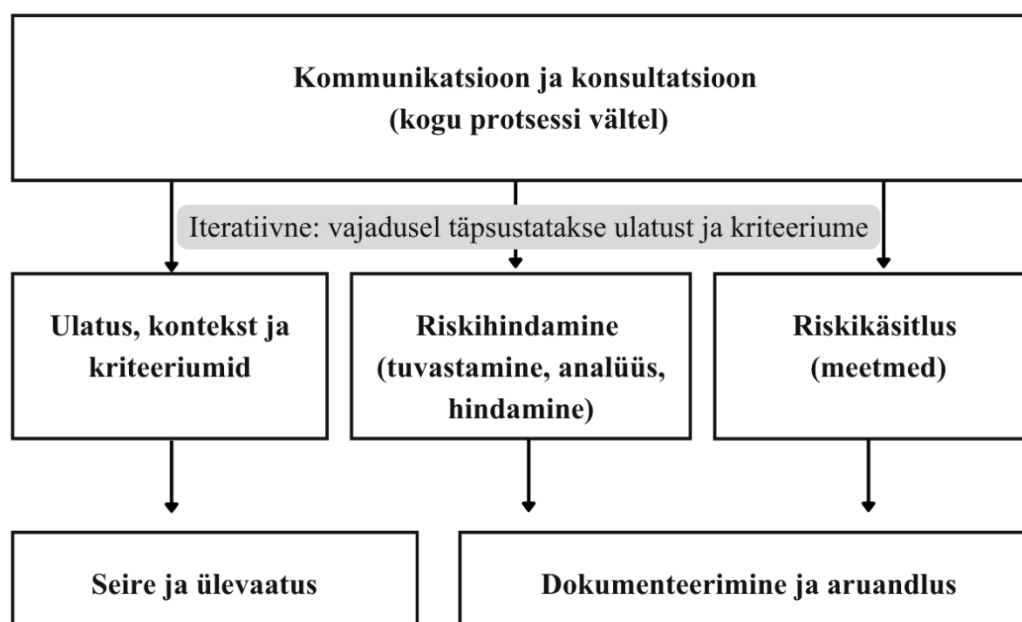 Kommunikatsioon ja konsultatsioon
(kogu protsessi vältel)
Iteratiivne: vajadusel täpsustatakse ulatust ja kriteeriume
Ulatus, kontekst ja
kriteeriumid
Riskihindamine
(tuvastamine, analüüs,
hindamine)
Riskikäsitlus
(meetmed)
Seire ja ülevaatus
Dokumenteerimine ja aruandlus